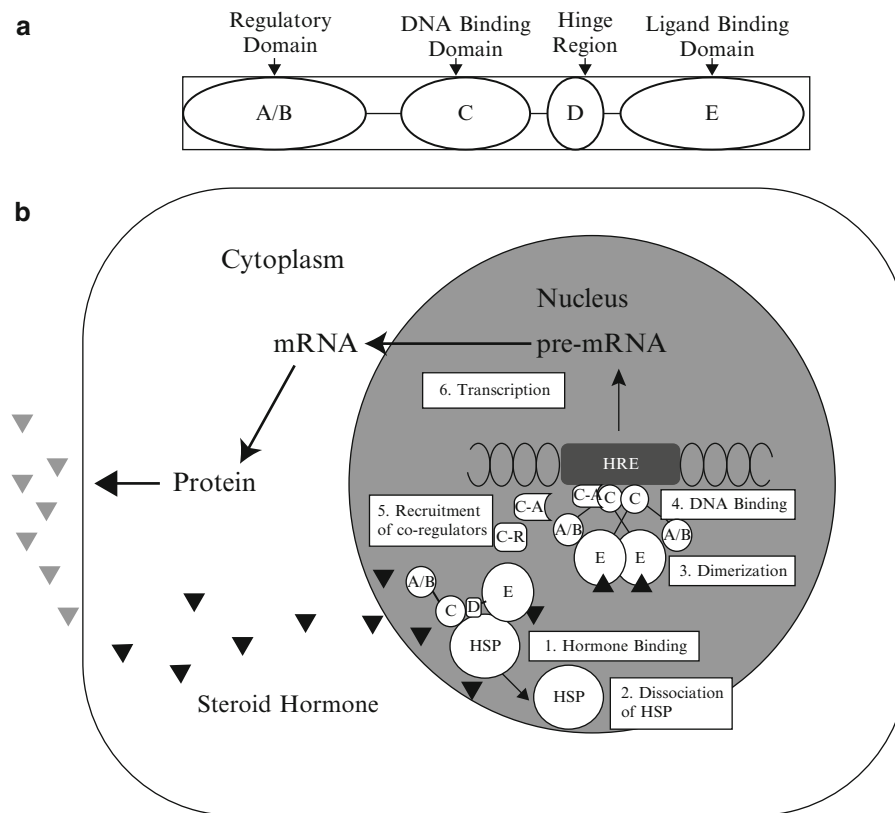 a
Regulatory
Domain
DNA Binding
Domain
Hinge
Region
Ligand Binding
Domain
A/B
C
D
E
b
Cytoplasm
Nucleus
mRNA
pre-mRNA
6. Transcription
HRE
Protein
5. Recruitment
of co-regulators
C-A
C-A
C
C
4. DNA Binding
C-R
A/B
A/B
E
E
3. Dimerization
A/B
C
D
E
HSP
1. Hormone Binding
Steroid Hormone
HSP
2. Dissociation
of HSP